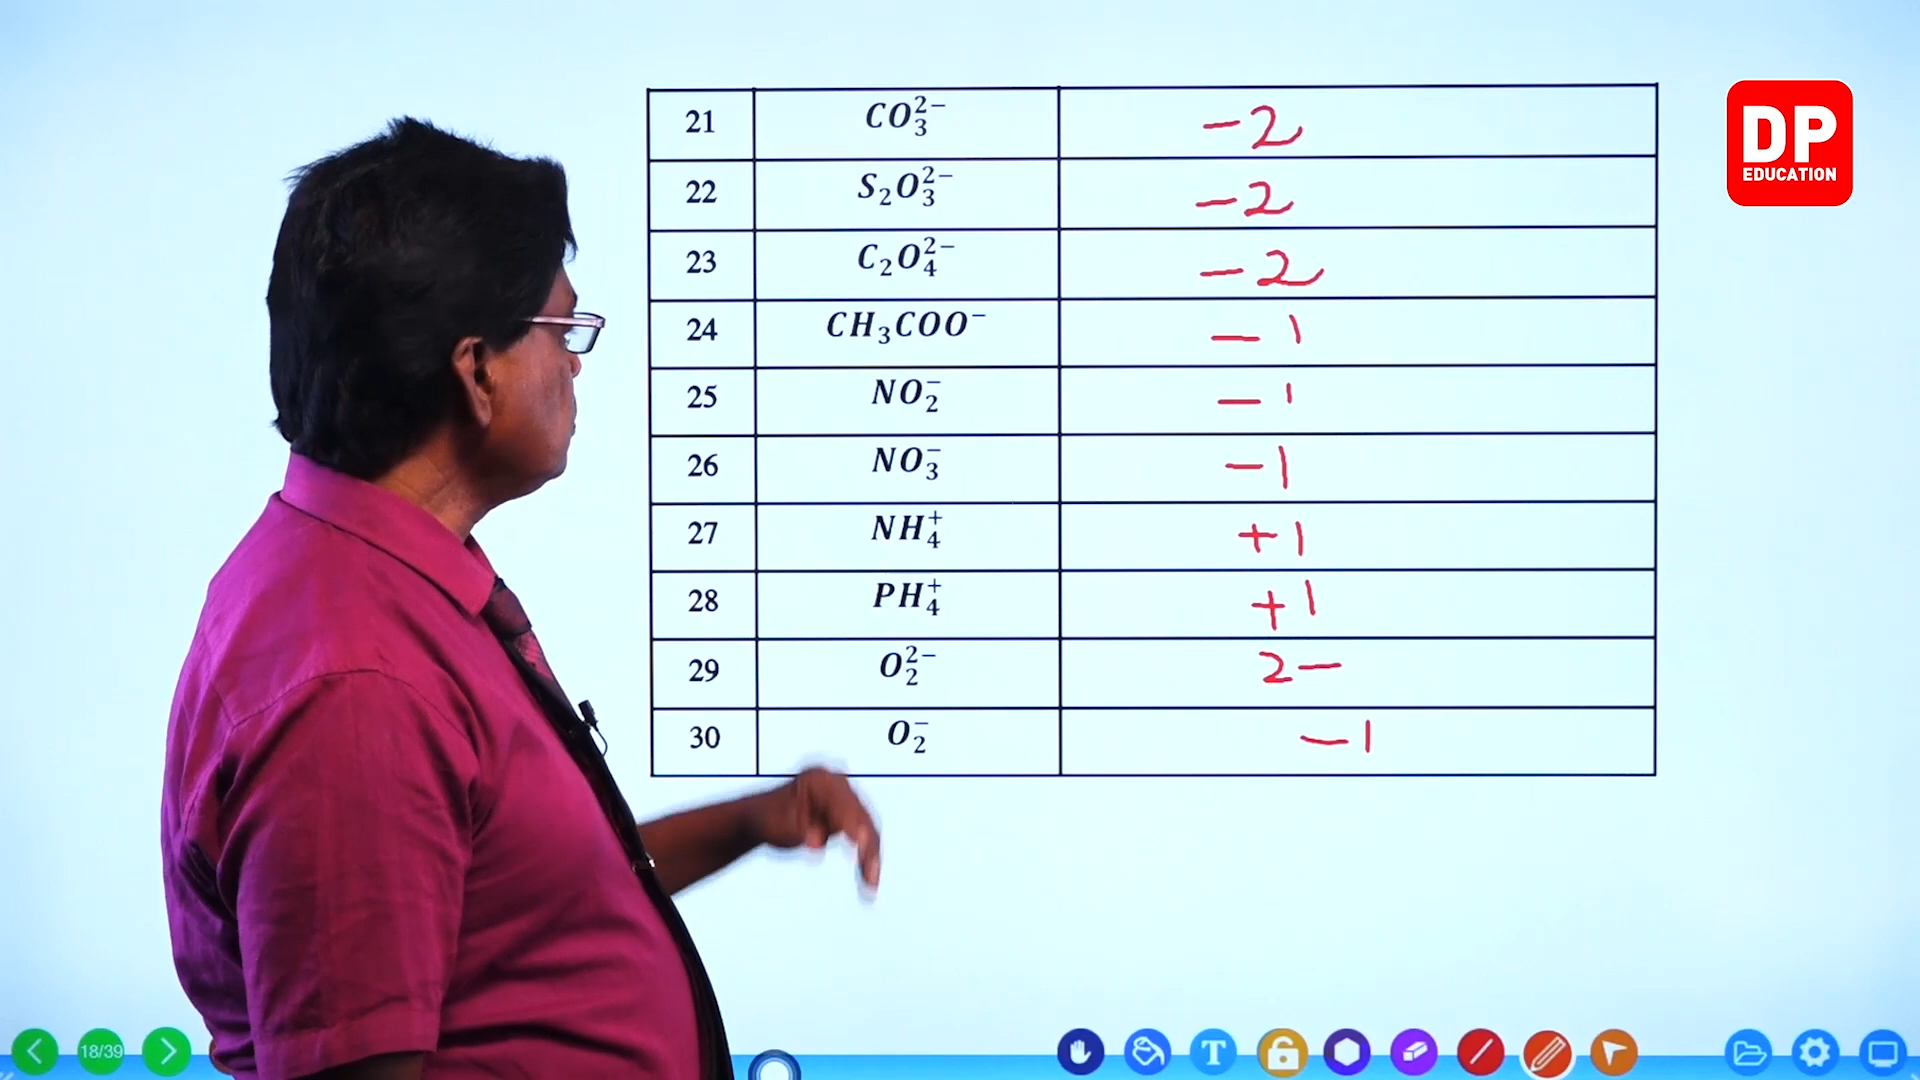 21 CO₃²⁻ −2
22 S₂O₃²⁻ −2
23 C₂O₄²⁻ −2
24 CH₃COO⁻ −1
25 NO₂⁻ −1
26 NO₃⁻ −1
27 NH₄⁺ +1
28 PH₄⁺ +1
29 O₂²⁻ 2−
30 O₂⁻ −1
DP
EDUCATION
18/39
T